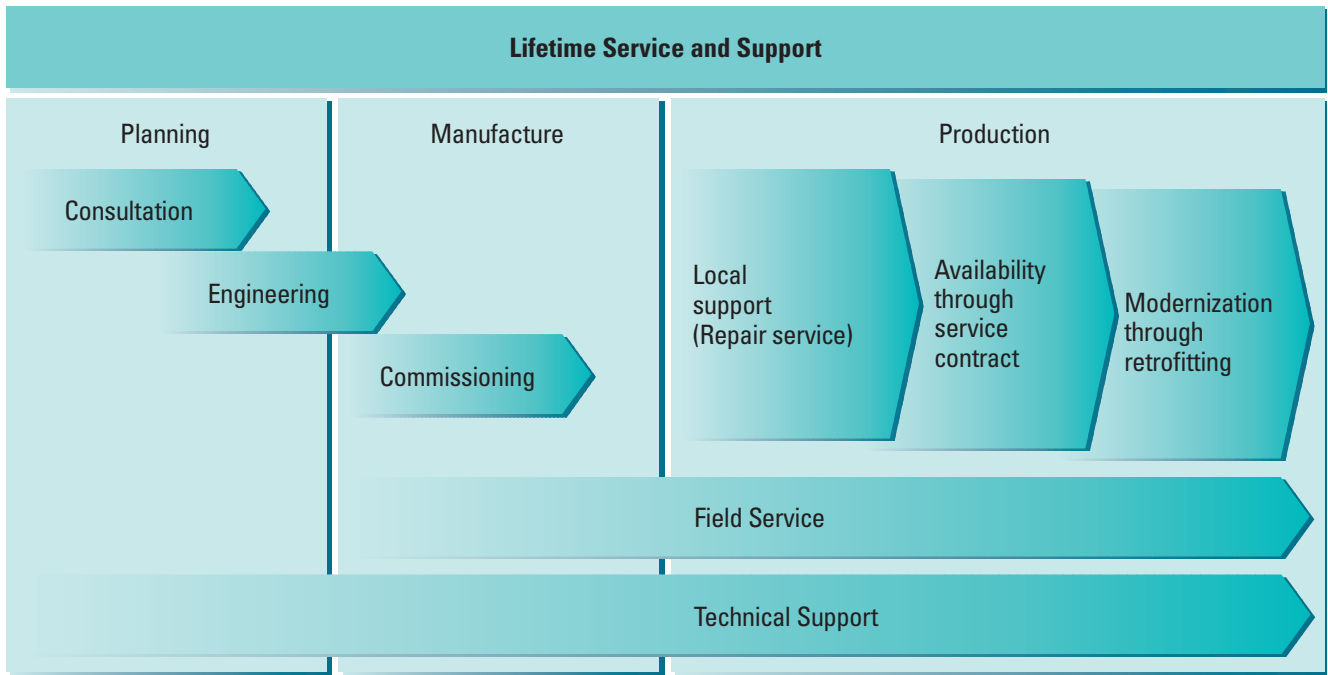 Lifetime Service and Support
Planning
Manufacture
Production
Consultation
Engineering
Commissioning
Local
support
(Repair service)
Availability
through
service
contract
Modernization
through
retrofitting
Field Service
Technical Support